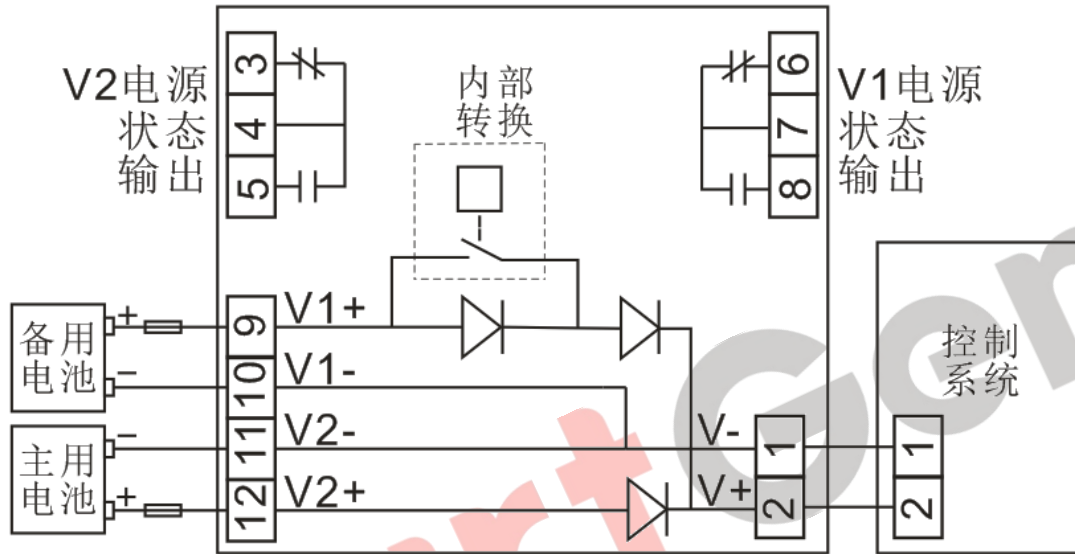 V2电源
状态
输出
3
4
5
内部
转换
6
7
8
V1电源
状态
输出
备用
电池
+
-
9
V1+
10
V1-
主用
电池
-
+
11
V2-
12
V2+
V-
1
V+
2
控制
系统
1
2